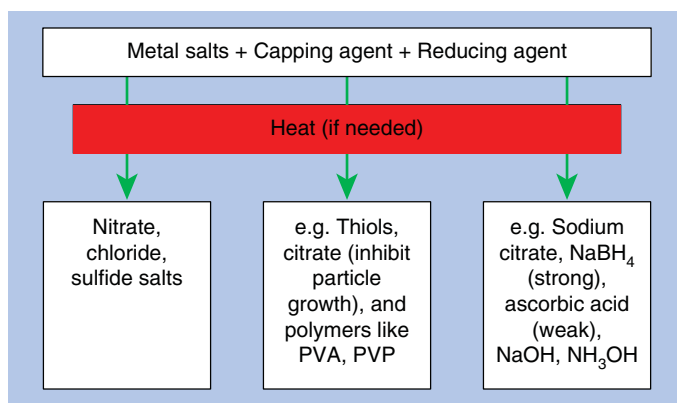 Metal salts + Capping agent + Reducing agent
Heat (if needed)
Nitrate,
chloride,
sulfide salts
e.g. Thiols,
citrate (inhibit
particle
growth), and
polymers like
PVA, PVP
e.g. Sodium
citrate, NaBH₄
(strong),
ascorbic acid
(weak),
NaOH, NH₃OH